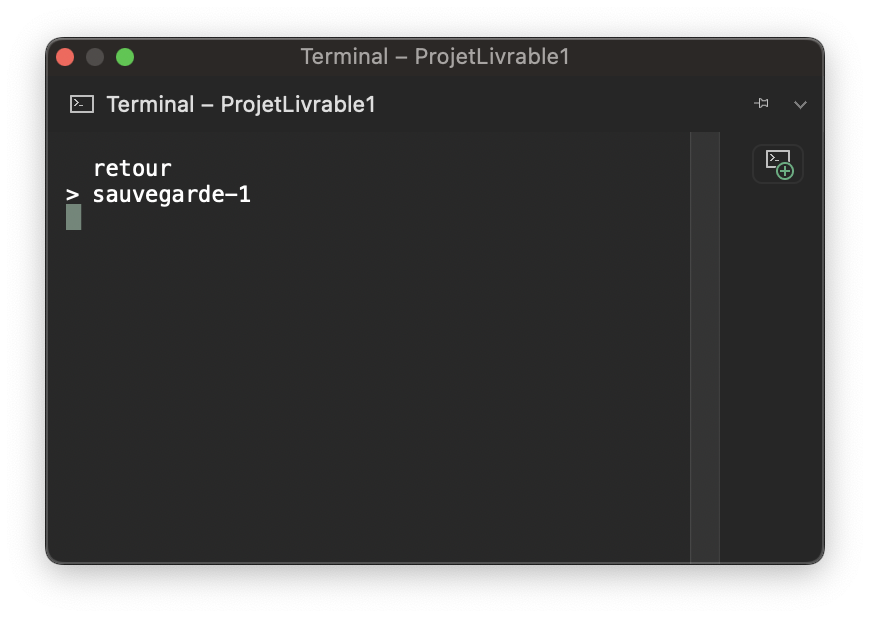 Terminal – ProjetLivrable1
Terminal – ProjetLivrable1
retour
> sauvegarde-1